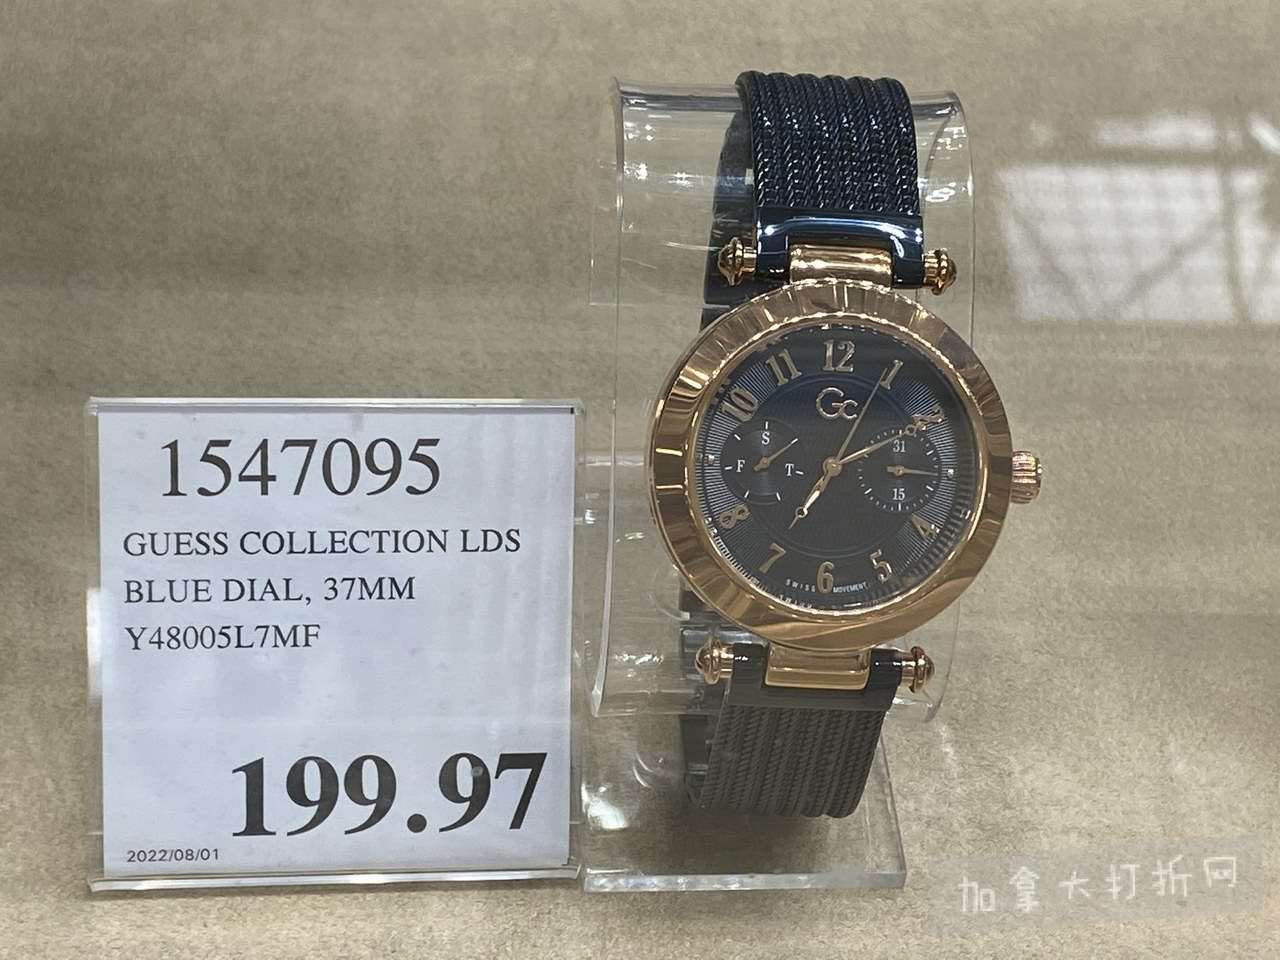 1547095
GUESS COLLECTION LDS
BLUE DIAL, 37MM
Y48005L7MF
199.97
2022/08/01
12
11
1
10
2
Gc
S
F
T
31
15
8
4
7
5
6
SWISS MOVEMENT
加拿大打折网